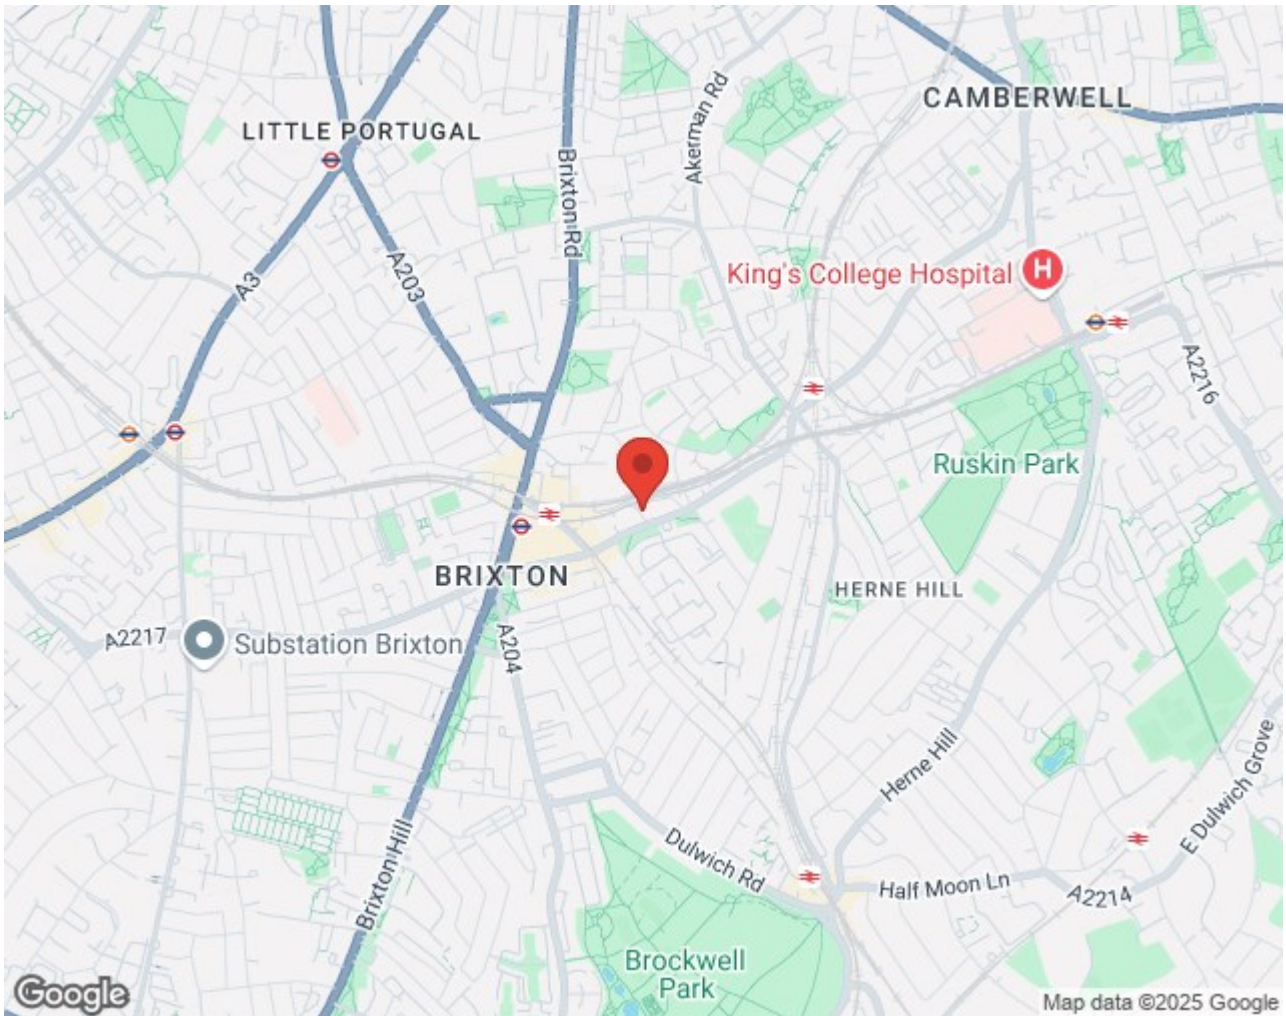 CAMBERWELL
LITTLE PORTUGAL
Akerman Rd
Brixton Rd
A3
A203
King's College Hospital
H
A2216
Ruskin Park
BRIXTON
HERNE HILL
A2217
Substation Brixton
A204
Herne Hill
E Dulwich Grove
Brixton Hill
Dulwich Rd
Half Moon Ln
A2214
Brockwell
Park
Google
Map data ©2025 Google